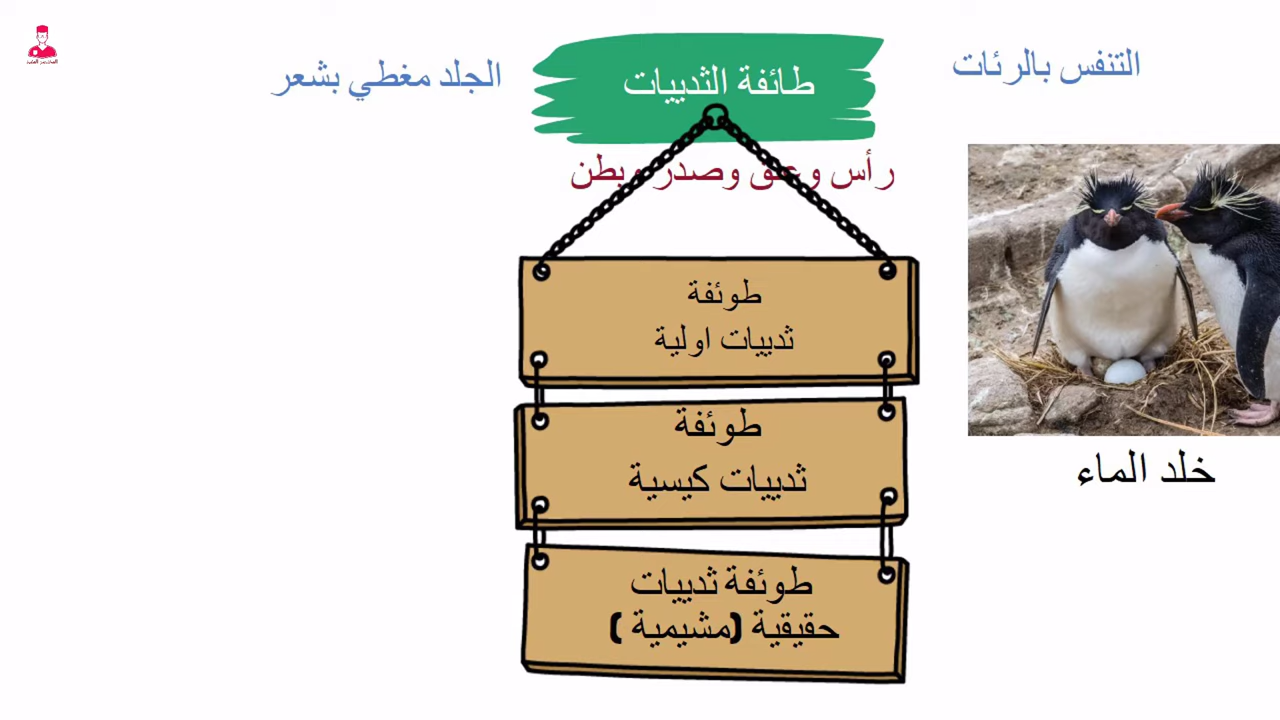 التنفس بالرئات
طائفة الثدييات
الجلد مغطي بشعر
رأس وعنق وصدر وبطن
طوئفة
ثدييات اولية
طوئفة
ثدييات كيسية
طوئفة ثدييات
حقيقية (مشيمية )
خلد الماء